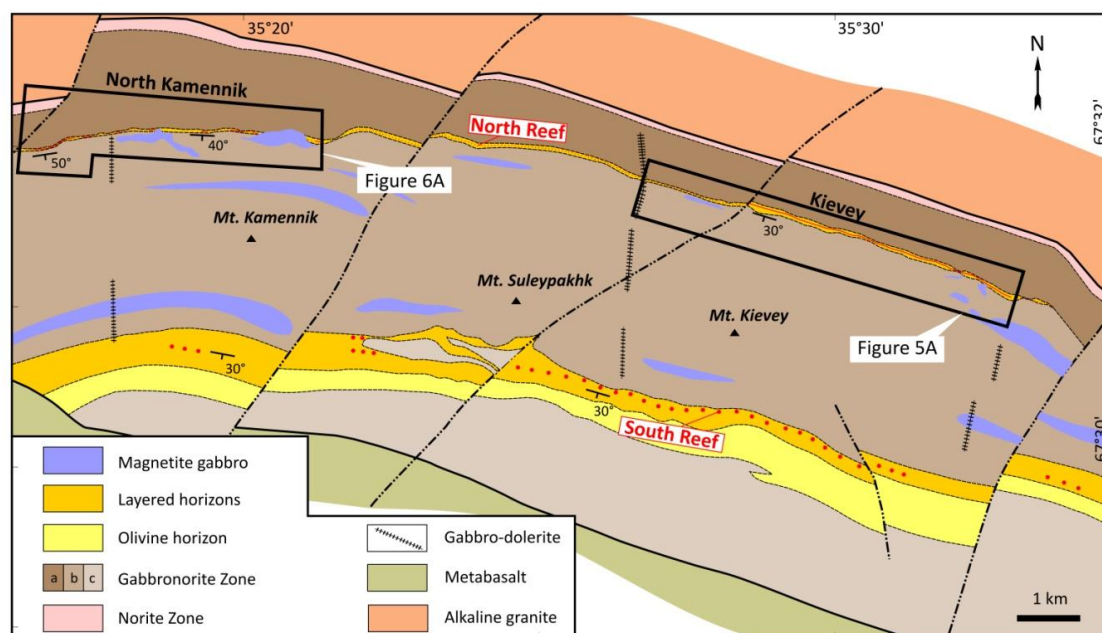 35°20'
35°30'
N
67°32'
North Kamennik
North Reef
50°
40°
Figure 6A
Kievey
30°
Mt. Kamennik
Mt. Suleypakhk
Mt. Kievey
Figure 5A
30°
30°
South Reef
67°30'
Magnetite gabbro
Layered horizons
Olivine horizon
a b c Gabbronorite Zone
Norite Zone
Gabbro-dolerite
Metabasalt
Alkaline granite
1 km